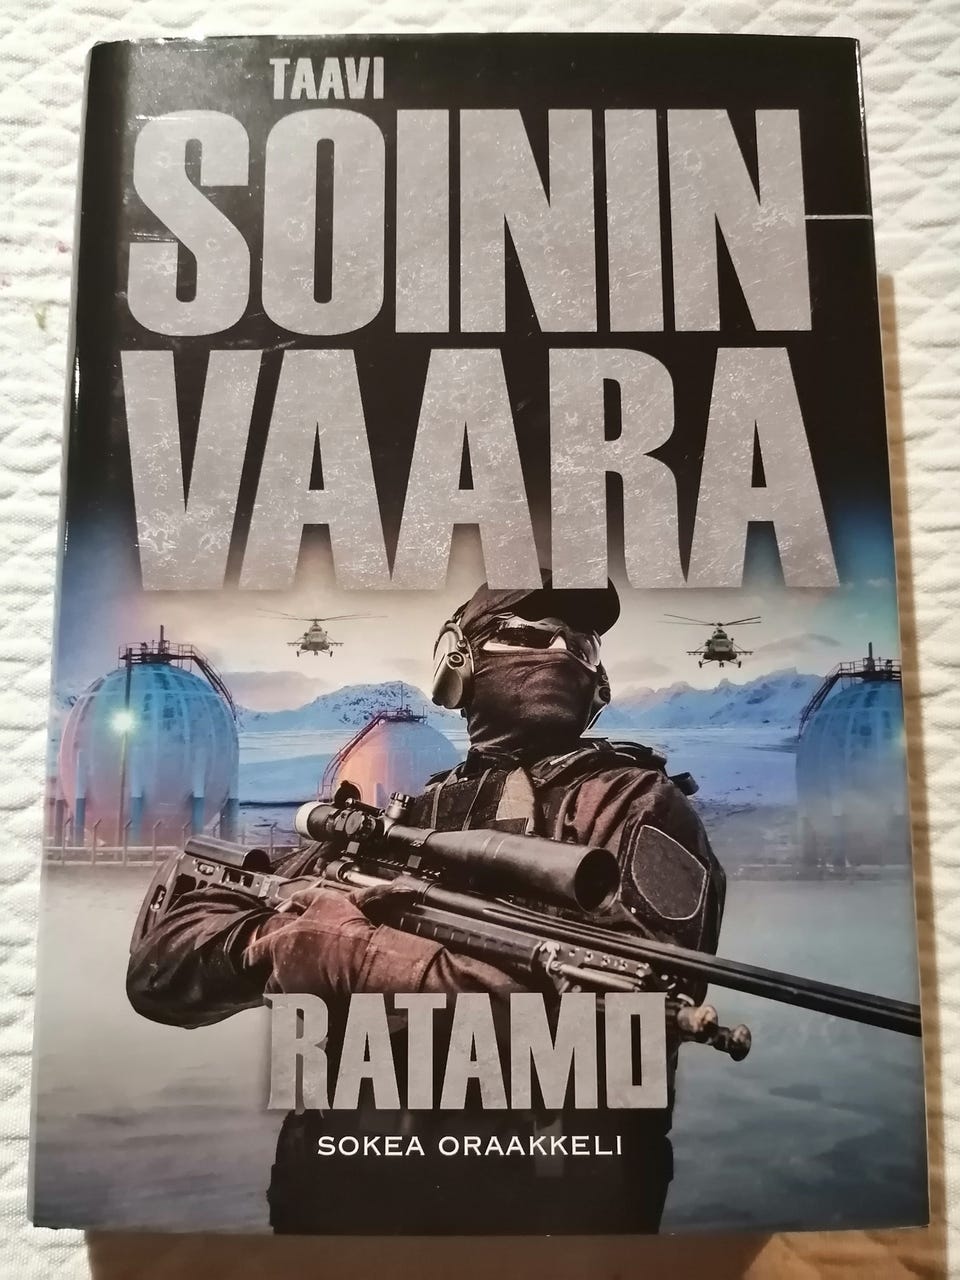 TAAVI
SOININ-
VAARA
RATAMO
SOKEA ORAAKKELI